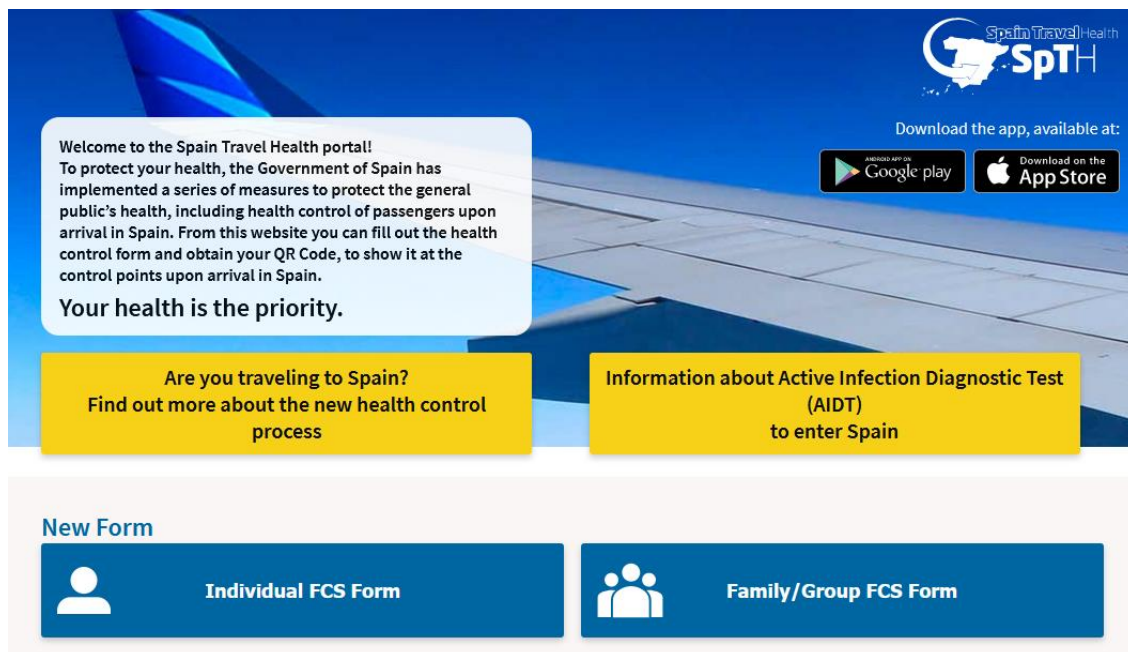 Spain Travel Health
SpTH
Download the app, available at:
ANDROID APP ON
Google play
Download on the
App Store
Welcome to the Spain Travel Health portal!
To protect your health, the Government of Spain has
implemented a series of measures to protect the general
public's health, including health control of passengers upon
arrival in Spain. From this website you can fill out the health
control form and obtain your QR Code, to show it at the
control points upon arrival in Spain.
Your health is the priority.
Are you traveling to Spain?
Find out more about the new health control
process
Information about Active Infection Diagnostic Test
(AIDT)
to enter Spain
New Form
Individual FCS Form
Family/Group FCS Form